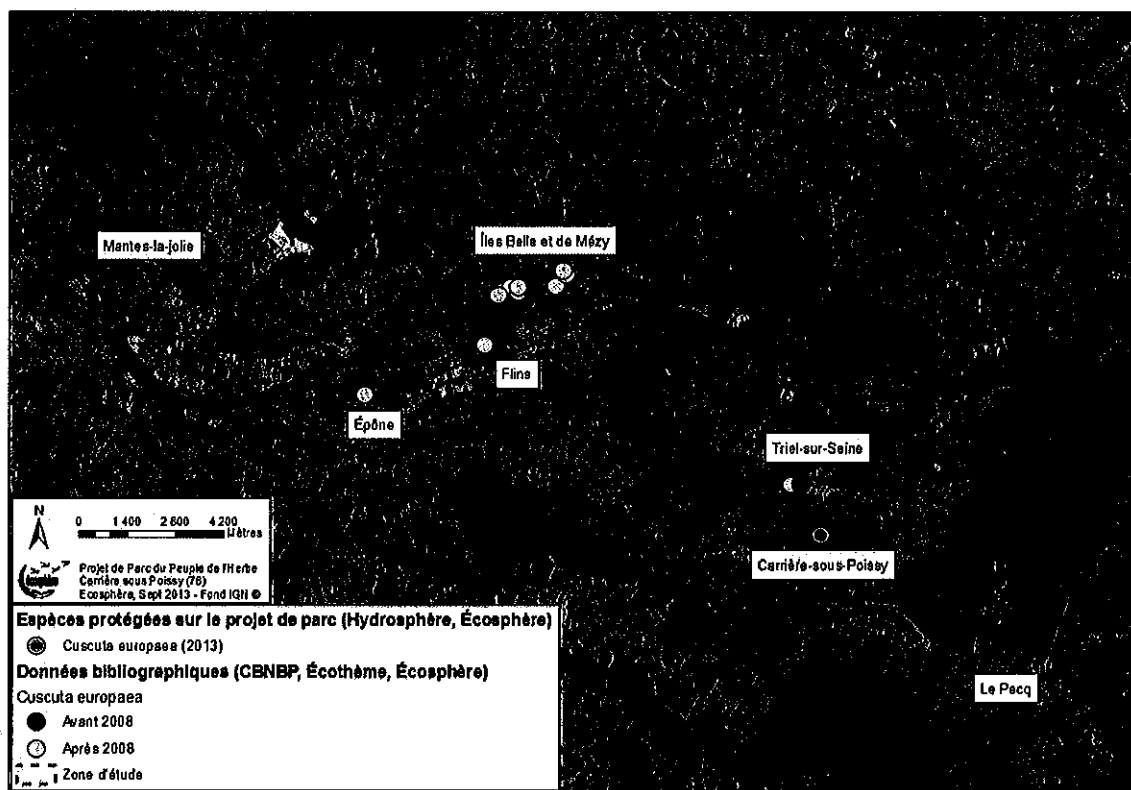 Mantes-la-jolie
Îles Belle et de Mézy
Flins
Épône
Triel-sur-Seine
Carrière-sous-Poissy
Le Pecq
N
0 1 400 2 800 4 200
Mètres
Projet de Parc du Peuple de l'Herbe
Carrière sous Poissy (78)
Ecosphère, Sept 2013 - Fond IGN ©
Espèces protégées sur le projet de parc (Hydrosphère, Écosphère)
Cuscuta europaea (2013)
Données bibliographiques (CBNBP, Écothème, Écosphère)
Cuscuta europaea
Avant 2008
Après 2008
Zone d'étude